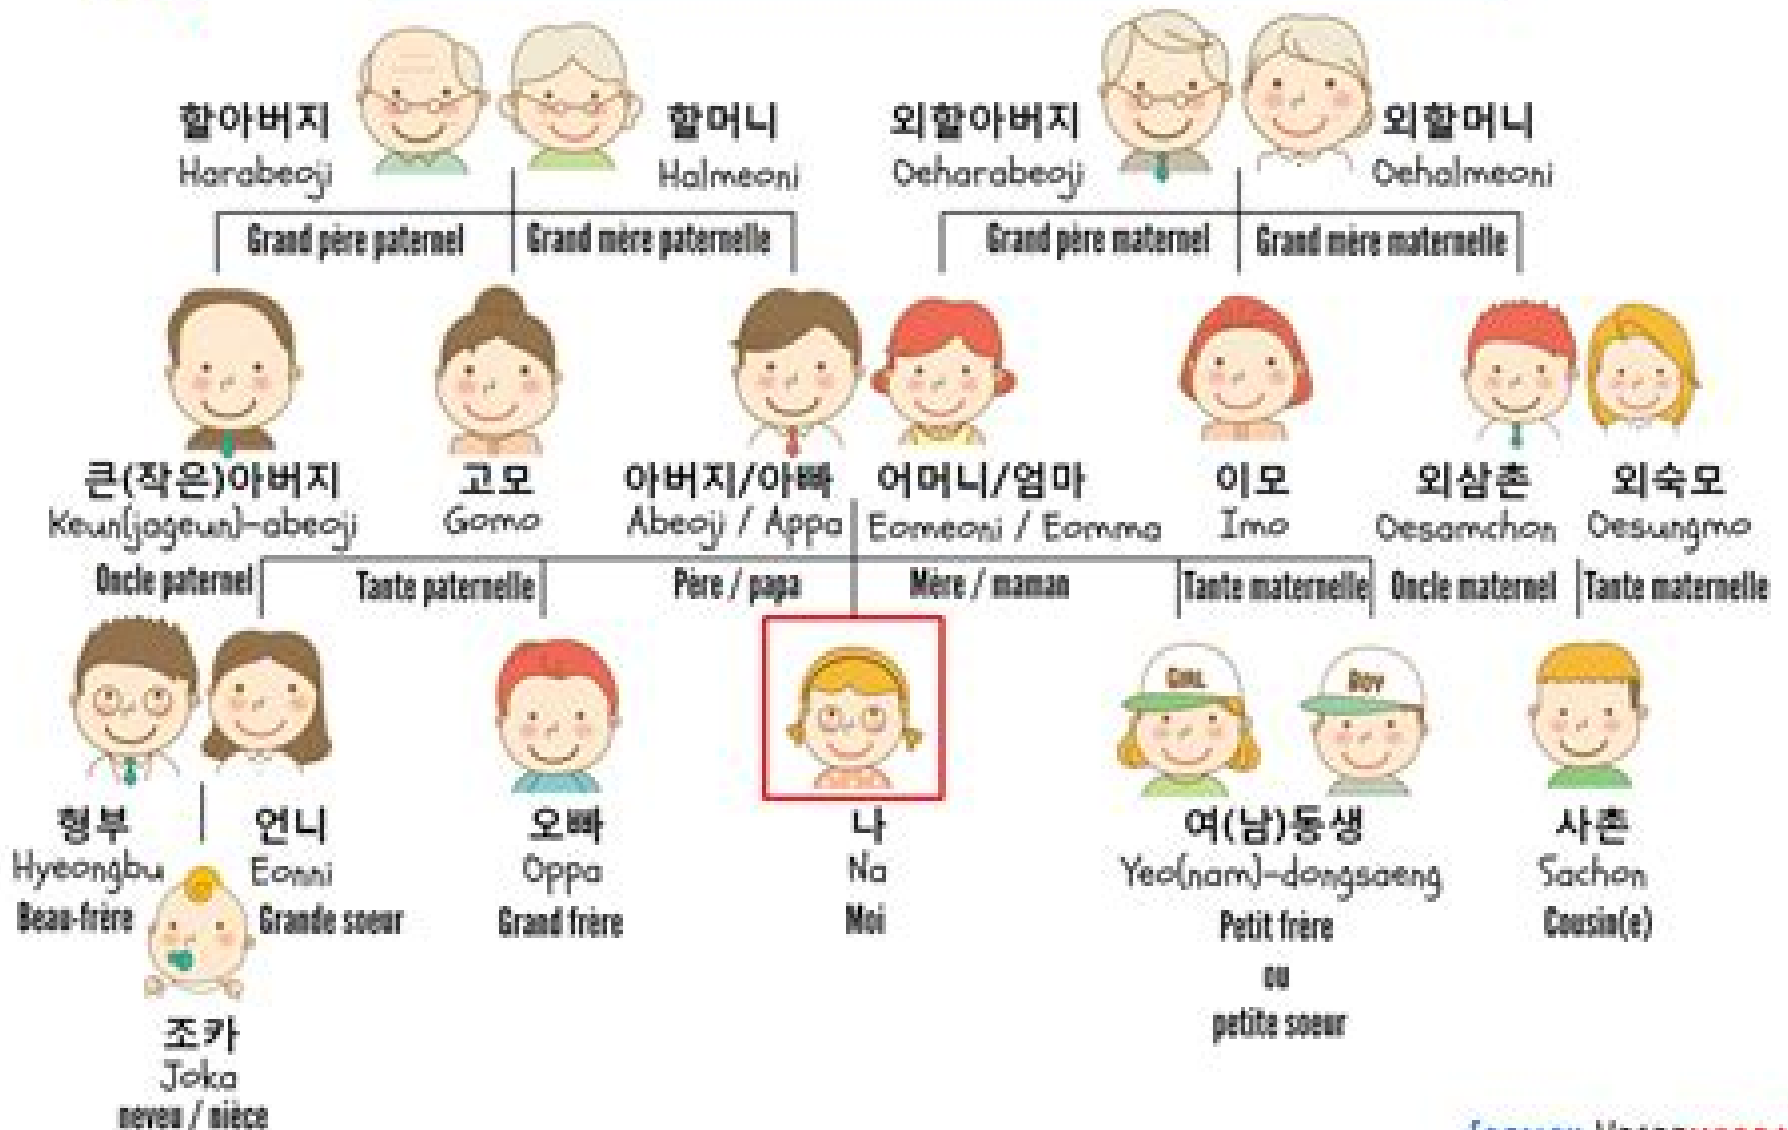 할아버지 할머니 외할아버지 외할머니
Harabeoji Halmeoni Oeharabeoji Oehalmeoni
Grand père paternel Grand mère paternelle Grand père maternel Grand mère maternelle
큰(작은)아버지 고모 아버지/아빠 어머니/엄마 이모 외삼촌 외숙모
Keun(jageun)-abeoji Gomo Abeoji / Appa Eomeoni / Eomma Imo Oesamchon Oesungmo
Oncle paternel Tante paternelle Père / papa Mère / maman Tante maternelle Oncle maternel Tante maternelle
GIRL BOY
형부 언니 오빠 나 여(남)동생 사촌
Hyeongbu Eonni Oppa Na Yeo(nam)-dongsaeng Sachon
Beau-frère Grande soeur Grand frère Moi Petit frère Cousin(e)
ou
petite soeur
조카
Joka
neveu / nièce